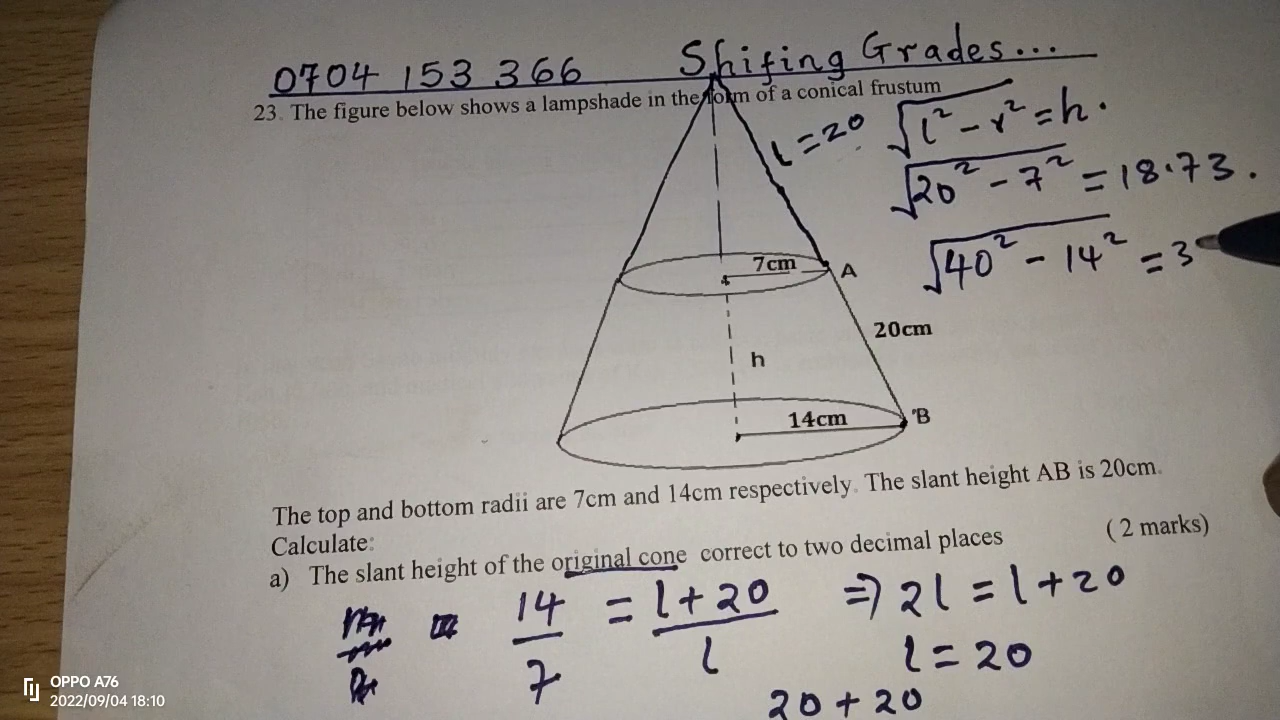 0704 153 366 Shifing Grades...
23. The figure below shows a lampshade in the form of a conical frustum
l = 20
√l² - r² = h.
√20² - 7² = 18.73.
√40² - 14² = 3
7cm
A
20cm
h
14cm
B
The top and bottom radii are 7cm and 14cm respectively. The slant height AB is 20cm.
Calculate:
a) The slant height of the original cone correct to two decimal places (2 marks)
14/7 = l+20/l ⇒ 2l = l+20
l = 20
20 + 20
OPPO A76
2022/09/04 18:10